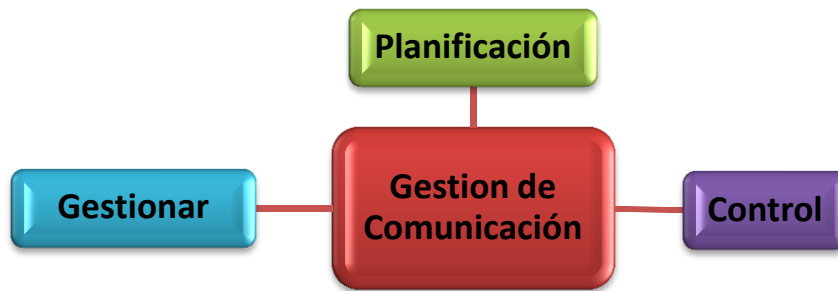 Planificación
Gestionar
Gestion de
Comunicación
Control